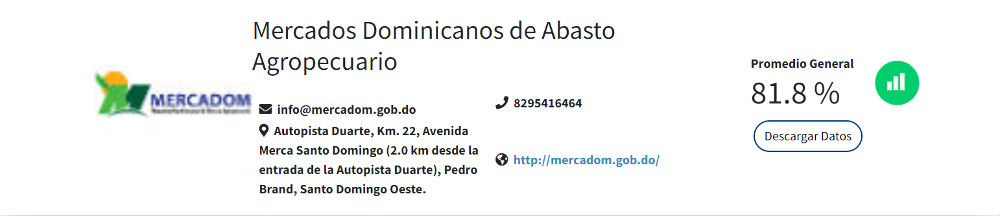 Mercados Dominicanos de Abasto
Agropecuario
MERCADOM
info@mercadom.gob.do
Autopista Duarte, Km. 22, Avenida
Merca Santo Domingo (2.0 km desde la
entrada de la Autopista Duarte), Pedro
Brand, Santo Domingo Oeste.
8295416464
http://mercadom.gob.do/
Promedio General
81.8 %
Descargar Datos